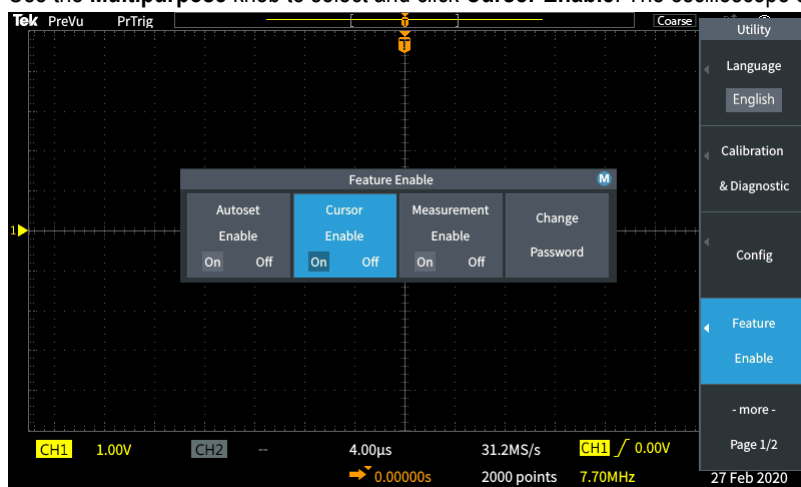 Use the Multipurpose knob to select and click Cursor Enable. The oscilloscope
Tek PreVu PrTrig
Coarse
T
Utility
Language
English
Calibration
& Diagnostic
Config
Feature
Enable
- more -
Page 1/2
Feature Enable M
Autoset
Enable
On Off
Cursor
Enable
On Off
Measurement
Enable
On Off
Change
Password
1
CH1 1.00V CH2 -- 4.00µs 31.2MS/s CH1 0.00V
0.00000s 2000 points 7.70MHz 27 Feb 2020